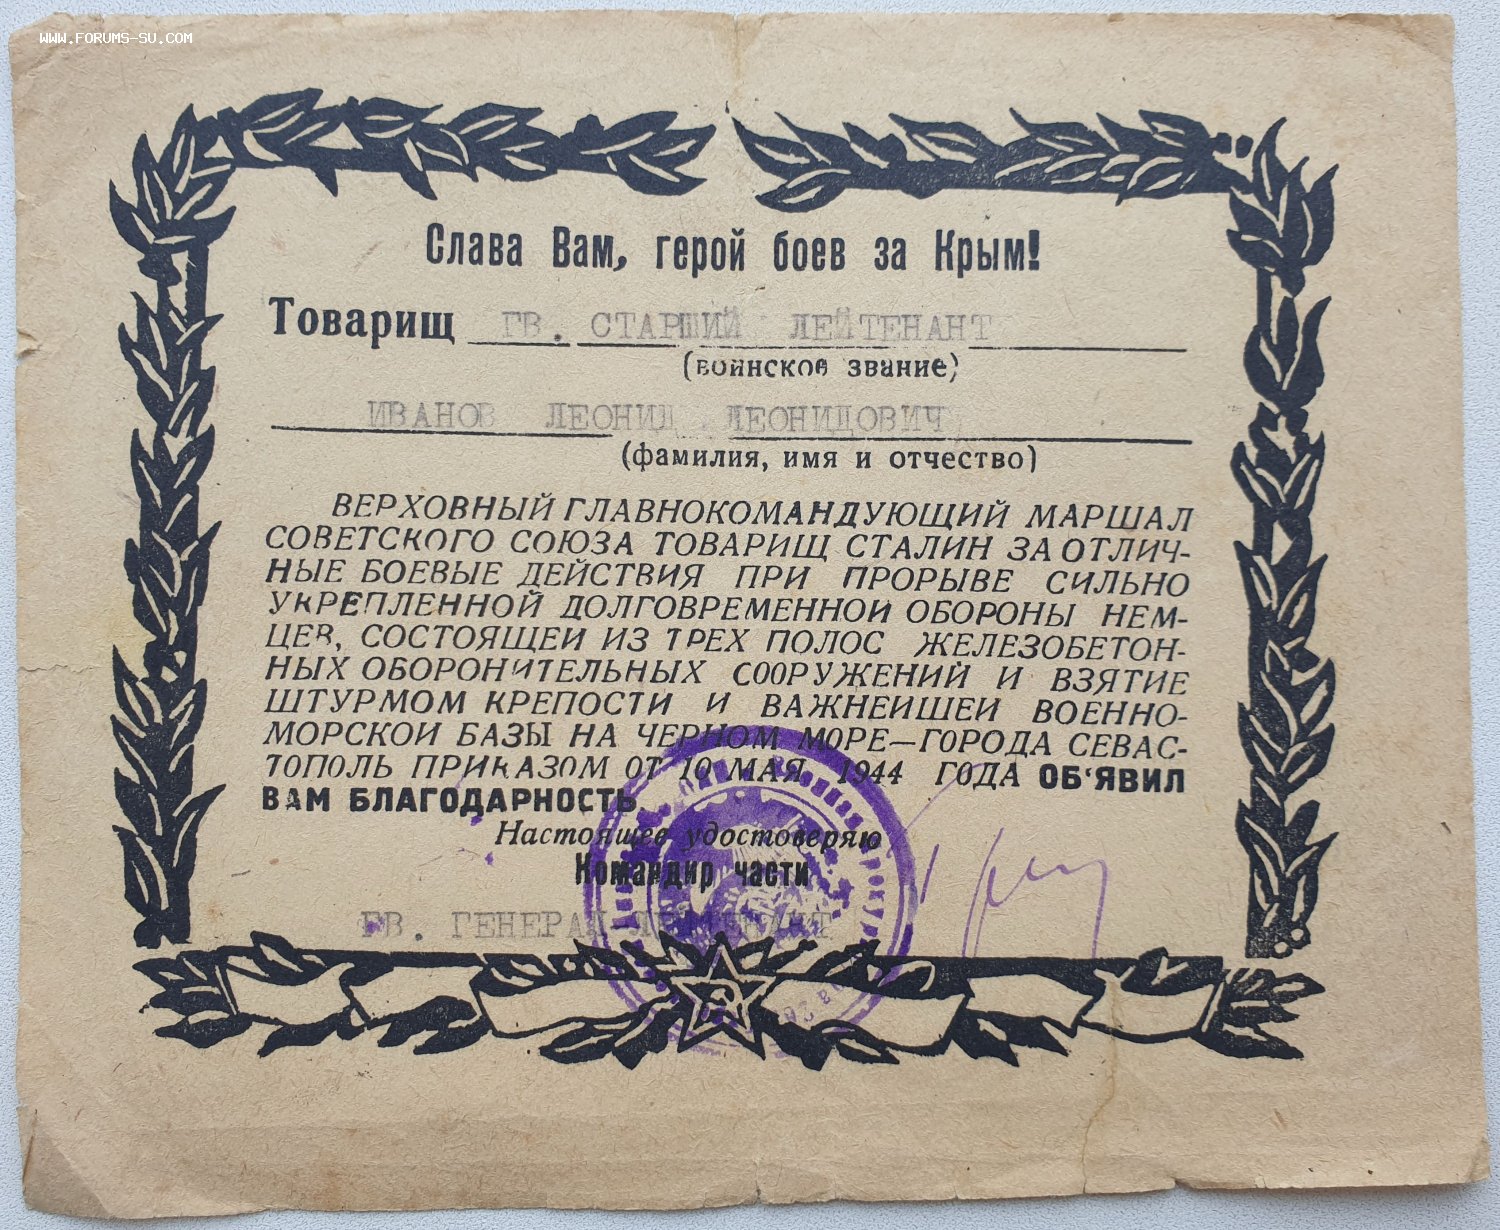 WWW.FORUMS-SU.COM
Слава Вам, герой боев за Крым!
Товарищ ГВ. СТАРШИЙ ЛЕЙТЕНАНТ
(воинское звание)
ИВАНОВ ЛЕОНИД ЛЕОНИДОВИЧ
(фамилия, имя и отчество)
ВЕРХОВНЫЙ ГЛАВНОКОМАНДУЮЩИЙ МАРШАЛ
СОВЕТСКОГО СОЮЗА ТОВАРИЩ СТАЛИН ЗА ОТЛИЧ-
НЫЕ БОЕВЫЕ ДЕЙСТВИЯ ПРИ ПРОРЫВЕ СИЛЬНО
УКРЕПЛЕННОЙ ДОЛГОВРЕМЕННОЙ ОБОРОНЫ НЕМ-
ЦЕВ, СОСТОЯЩЕЙ ИЗ ТРЕХ ПОЛОС ЖЕЛЕЗОБЕТОН-
НЫХ ОБОРОНИТЕЛЬНЫХ СООРУЖЕНИЙ И ВЗЯТИЕ
ШТУРМОМ КРЕПОСТИ И ВАЖНЕЙШЕЙ ВОЕННО-
МОРСКОЙ БАЗЫ НА ЧЕРНОМ МОРЕ—ГОРОДА СЕВАС-
ТОПОЛЬ ПРИКАЗОМ ОТ 10 МАЯ 1944 ГОДА ОБ'ЯВИЛ
ВАМ БЛАГОДАРНОСТЬ.
Настоящее удостоверяю
Командир части
ГВ. ГЕНЕРАЛ-ЛЕЙТЕНАНТ
Военная